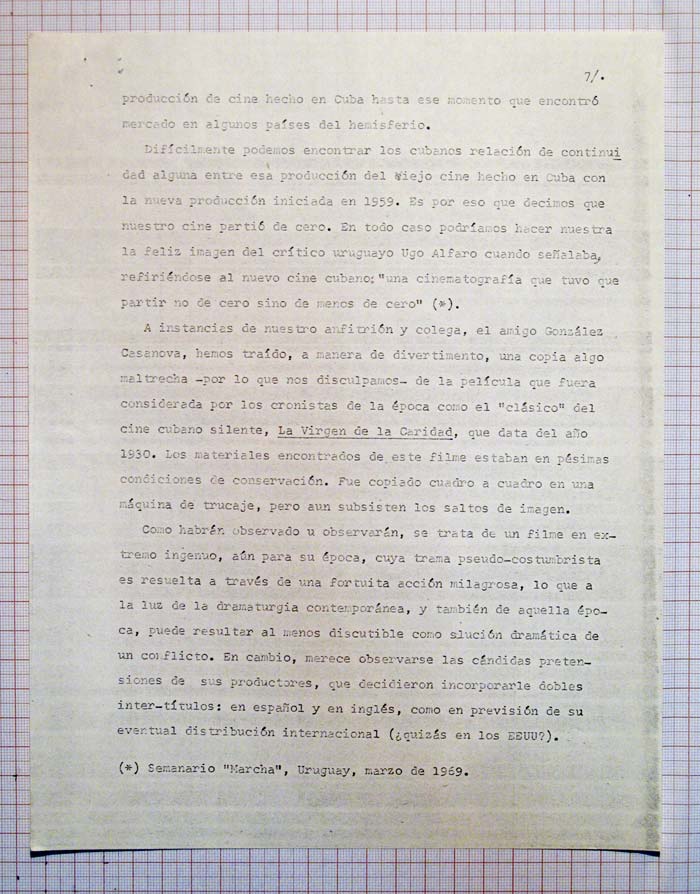 7/.
producción de cine hecho en Cuba hasta ese momento que encontró
mercado en algunos países del hemisferio.
Difícilmente podemos encontrar los cubanos relación de continui
dad alguna entre esa producción del viejo cine hecho en Cuba con
la nueva producción iniciada en 1959. Es por eso que decimos que
nuestro cine partió de cero. En todo caso podríamos hacer nuestra
la feliz imagen del crítico uruguayo Ugo Alfaro cuando señalaba,
refiriéndose al nuevo cine cubano: "una cinematografía que tuvo que
partir no de cero sino de menos de cero" (*).
A instancias de nuestro anfitrión y colega, el amigo González
Casanova, hemos traído, a manera de divertimento, una copia algo
maltrecha -por lo que nos disculpamos- de la película que fuera
considerada por los cronistas de la época como el "clásico" del
cine cubano silente, La Virgen de la Caridad, que data del año
1930. Los materiales encontrados de este filme estaban en pésimas
condiciones de conservación. Fue copiado cuadro a cuadro en una
máquina de trucaje, pero aun subsisten los saltos de imagen.
Como habrán observado u observarán, se trata de un filme en ex-
tremo ingenuo, aún para su época, cuya trama pseudo-costumbrista
es resuelta a través de una fortuita acción milagrosa, lo que a
la luz de la dramaturgia contemporánea, y también de aquella épo-
ca, puede resultar al menos discutible como slución dramática de
un conflicto. En cambio, merece observarse las cándidas preten-
siones de sus productores, que decidieron incorporarle dobles
inter-títulos: en español y en inglés, como en previsión de su
eventual distribución internacional (¿quizás en los EEUU?).
(*) Semanario "Marcha", Uruguay, marzo de 1969.